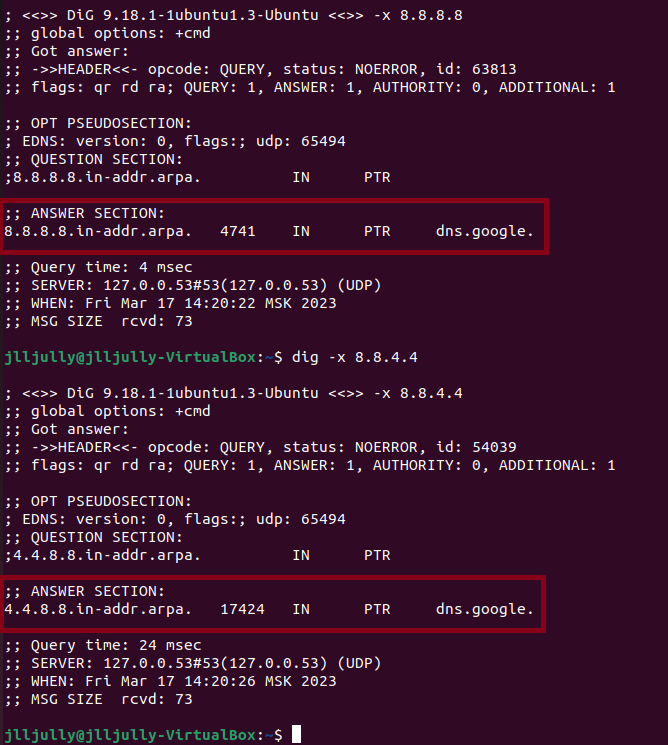 ; <<>> DiG 9.18.1-1ubuntu1.3-Ubuntu <<>> -x 8.8.8.8
;; global options: +cmd
;; Got answer:
;; ->>HEADER<<- opcode: QUERY, status: NOERROR, id: 63813
;; flags: qr rd ra; QUERY: 1, ANSWER: 1, AUTHORITY: 0, ADDITIONAL: 1
;; OPT PSEUDOSECTION:
; EDNS: version: 0, flags:; udp: 65494
;; QUESTION SECTION:
;8.8.8.8.in-addr.arpa. IN PTR
;; ANSWER SECTION:
8.8.8.8.in-addr.arpa. 4741 IN PTR dns.google.
;; Query time: 4 msec
;; SERVER: 127.0.0.53#53(127.0.0.53) (UDP)
;; WHEN: Fri Mar 17 14:20:22 MSK 2023
;; MSG SIZE rcvd: 73
jlljully@jlljully-VirtualBox:~$ dig -x 8.8.4.4
; <<>> DiG 9.18.1-1ubuntu1.3-Ubuntu <<>> -x 8.8.4.4
;; global options: +cmd
;; Got answer:
;; ->>HEADER<<- opcode: QUERY, status: NOERROR, id: 54039
;; flags: qr rd ra; QUERY: 1, ANSWER: 1, AUTHORITY: 0, ADDITIONAL: 1
;; OPT PSEUDOSECTION:
; EDNS: version: 0, flags:; udp: 65494
;; QUESTION SECTION:
;4.4.8.8.in-addr.arpa. IN PTR
;; ANSWER SECTION:
4.4.8.8.in-addr.arpa. 17424 IN PTR dns.google.
;; Query time: 24 msec
;; SERVER: 127.0.0.53#53(127.0.0.53) (UDP)
;; WHEN: Fri Mar 17 14:20:26 MSK 2023
;; MSG SIZE rcvd: 73
jlljully@jlljully-VirtualBox:~$